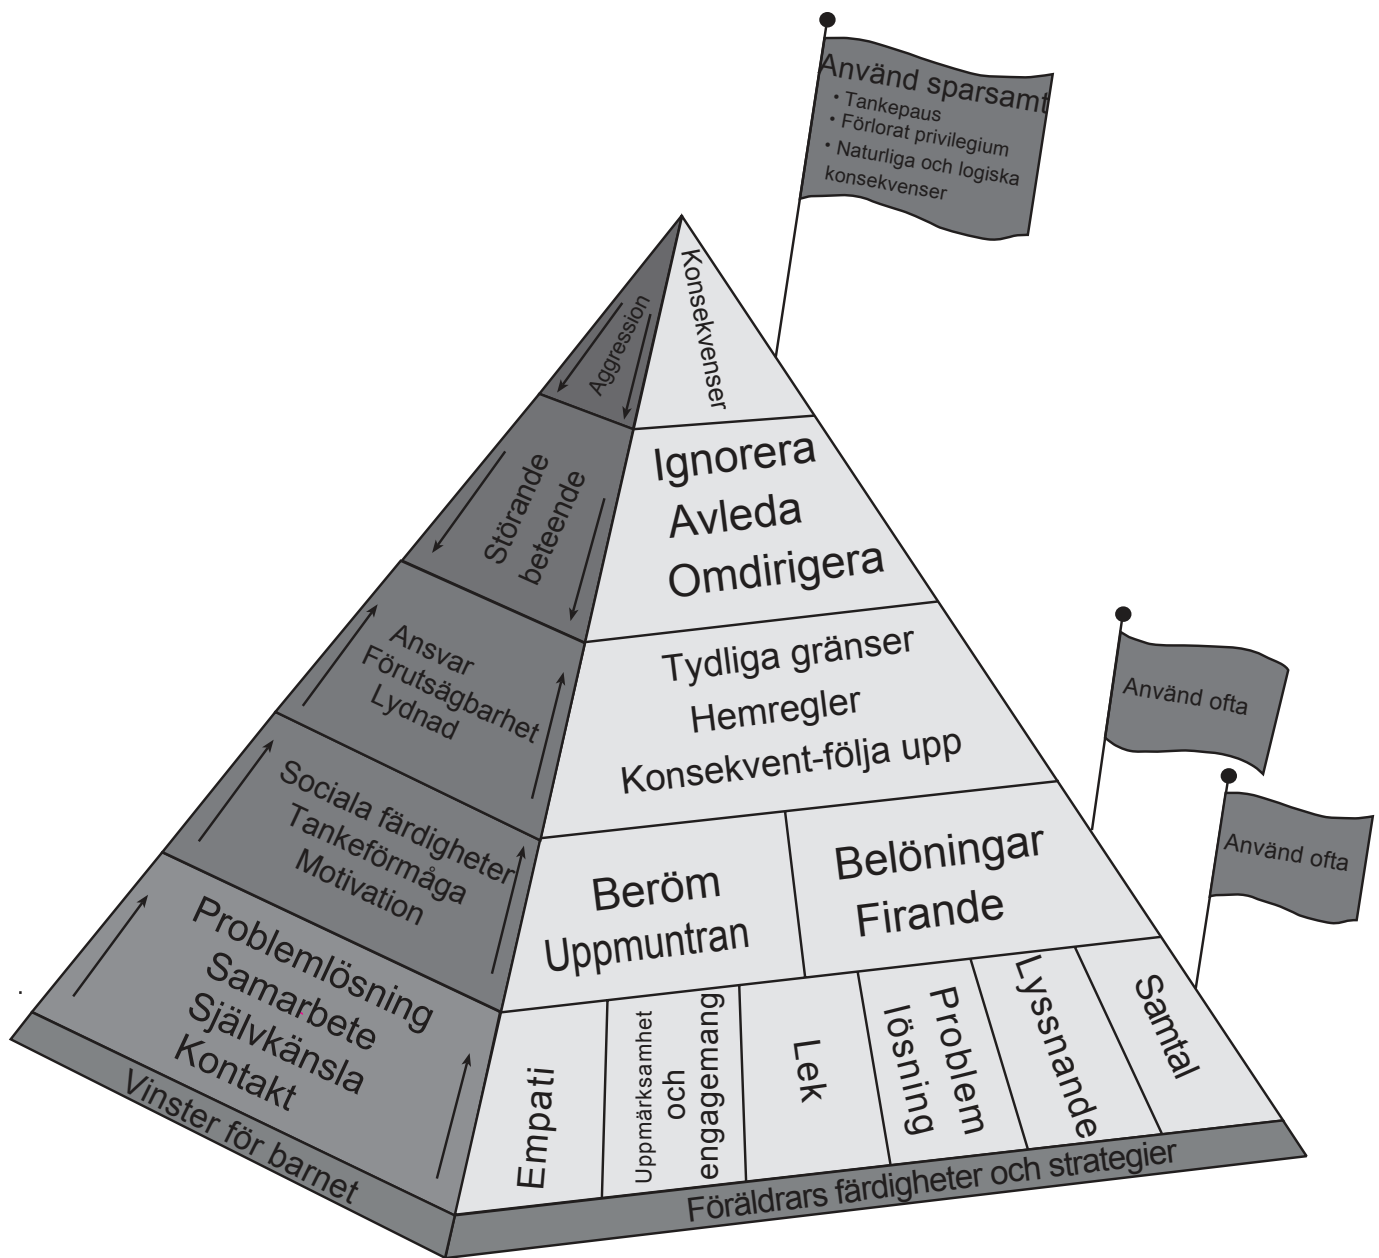 Använd sparsamt
• Tankepaus
• Förlorat privilegium
• Naturliga och logiska
konsekvenser
Aggression
Konsekvenser
Störande
beteende
Ignorera
Avleda
Omdirigera
Ansvar
Förutsägbarhet
Lydnad
Tydliga gränser
Hemregler
Konsekvent-följa upp
Använd ofta
Sociala färdigheter
Tankeförmåga
Motivation
Beröm
Uppmuntran
Belöningar
Firande
Använd ofta
Problemlösning
Samarbete
Självkänsla
Kontakt
Empati
Uppmärksamhet
och
engagemang
Lek
Problem
lösning
Lyssnande
Samtal
Vinster för barnet
Föräldrars färdigheter och strategier